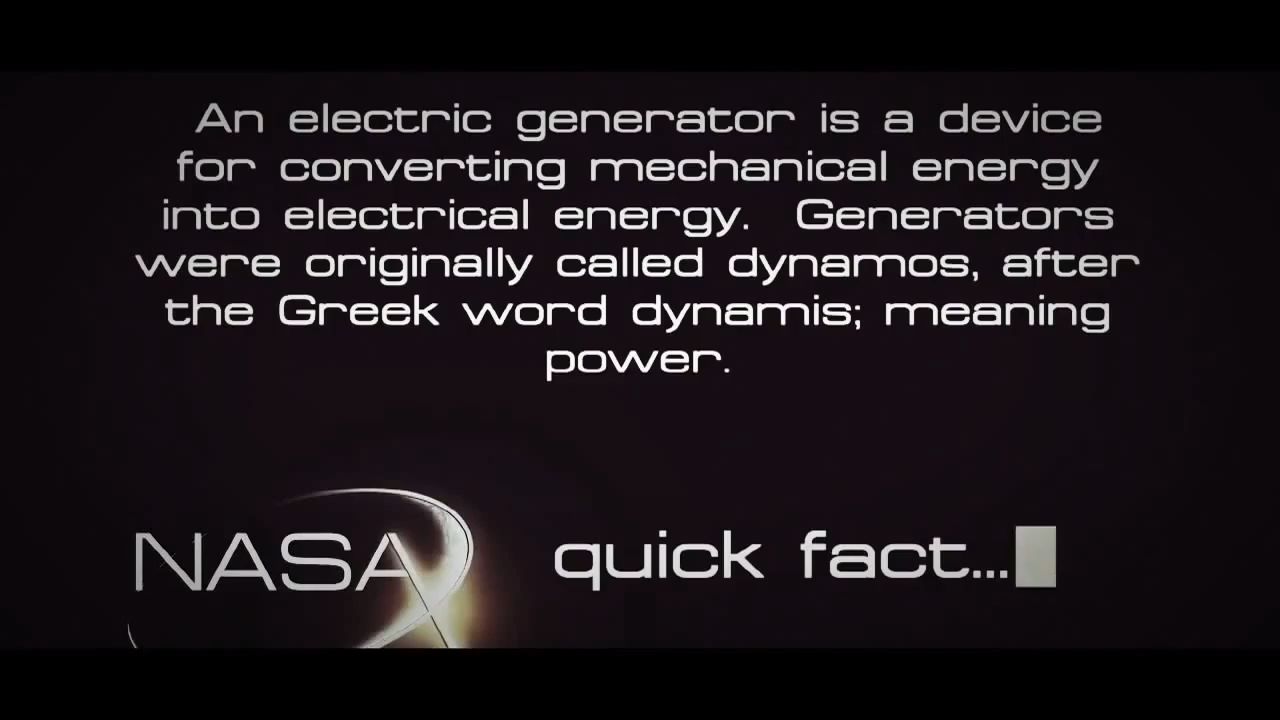 An electric generator is a device
for converting mechanical energy
into electrical energy.  Generators
were originally called dynamos, after
the Greek word dynamis; meaning
power.
NASA quick fact...